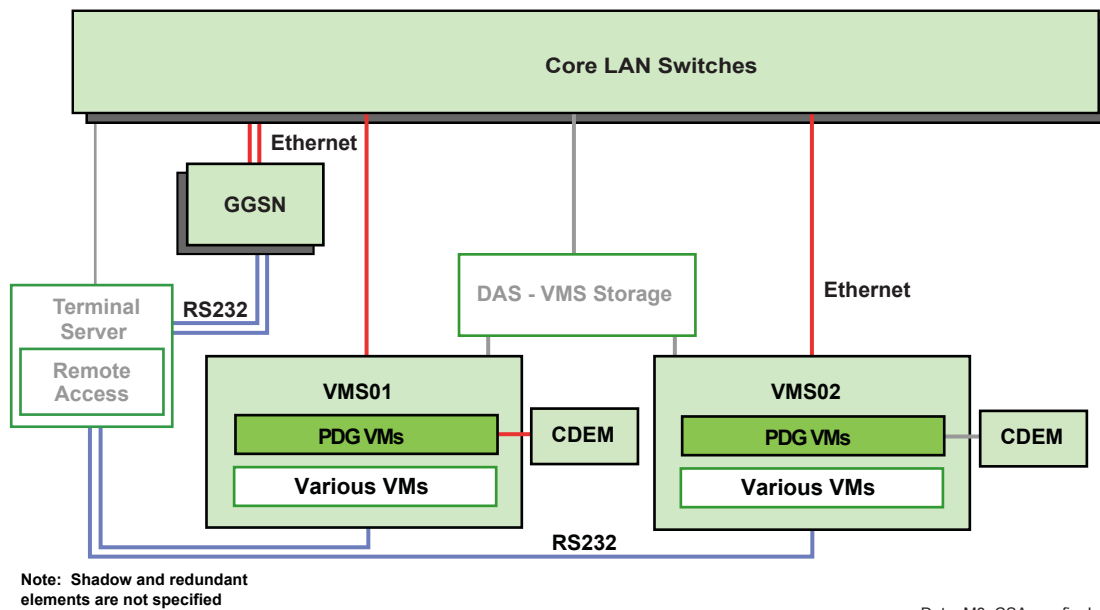 Core LAN Switches
Ethernet
GGSN
Terminal
Server
RS232
DAS - VMS Storage
Ethernet
Remote
Access
VMS01
VMS02
PDG VMs
CDEM
PDG VMs
CDEM
Various VMs
Various VMs
RS232
Note: Shadow and redundant
elements are not specified